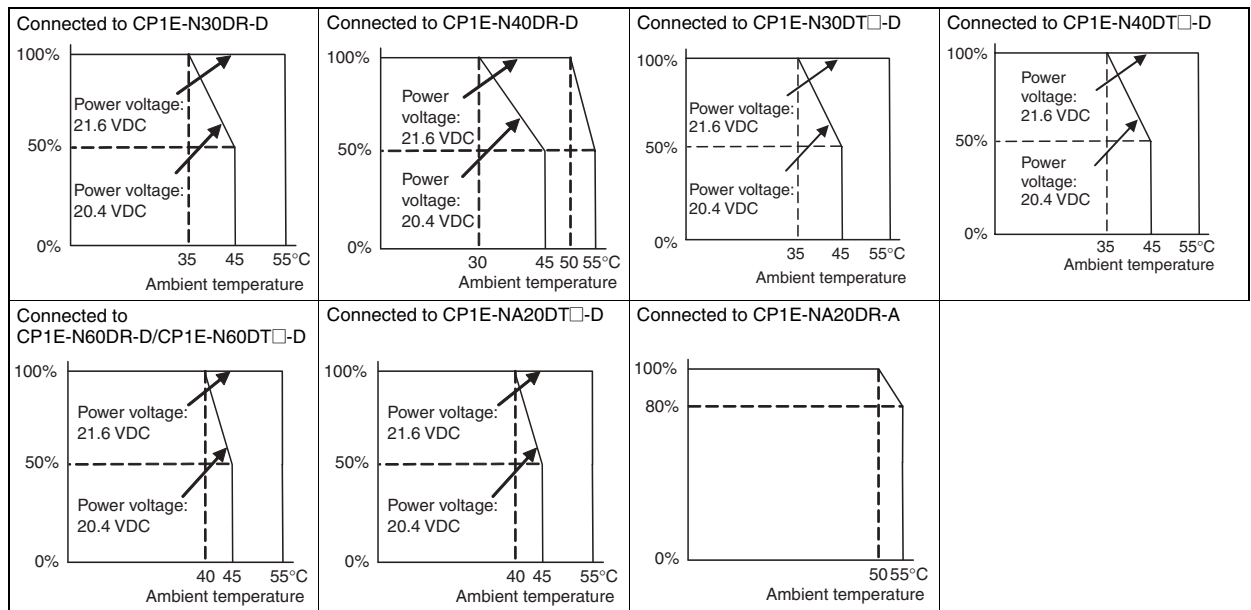 Connected to CP1E-N30DR-D
100%
Power voltage:
21.6 VDC
50%
Power voltage:
20.4 VDC
0%
35 45 55°C
Ambient temperature
Connected to CP1E-N40DR-D
100%
Power
voltage:
21.6 VDC
50%
Power
voltage:
20.4 VDC
0%
30 45 50 55°C
Ambient temperature
Connected to CP1E-N30DT□-D
100%
Power voltage:
21.6 VDC
50%
Power voltage:
20.4 VDC
0%
35 45 55°C
Ambient temperature
Connected to CP1E-N40DT□-D
100%
Power
voltage:
21.6 VDC
50%
Power
voltage:
20.4 VDC
0%
35 45 55°C
Ambient temperature
Connected to
CP1E-N60DR-D/CP1E-N60DT□-D
100%
Power voltage:
21.6 VDC
50%
Power voltage:
20.4 VDC
0%
40 45 55°C
Ambient temperature
Connected to CP1E-NA20DT□-D
100%
Power voltage:
21.6 VDC
50%
Power voltage:
20.4 VDC
0%
40 45 55°C
Ambient temperature
Connected to CP1E-NA20DR-A
100%
80%
0%
50 55°C
Ambient temperature